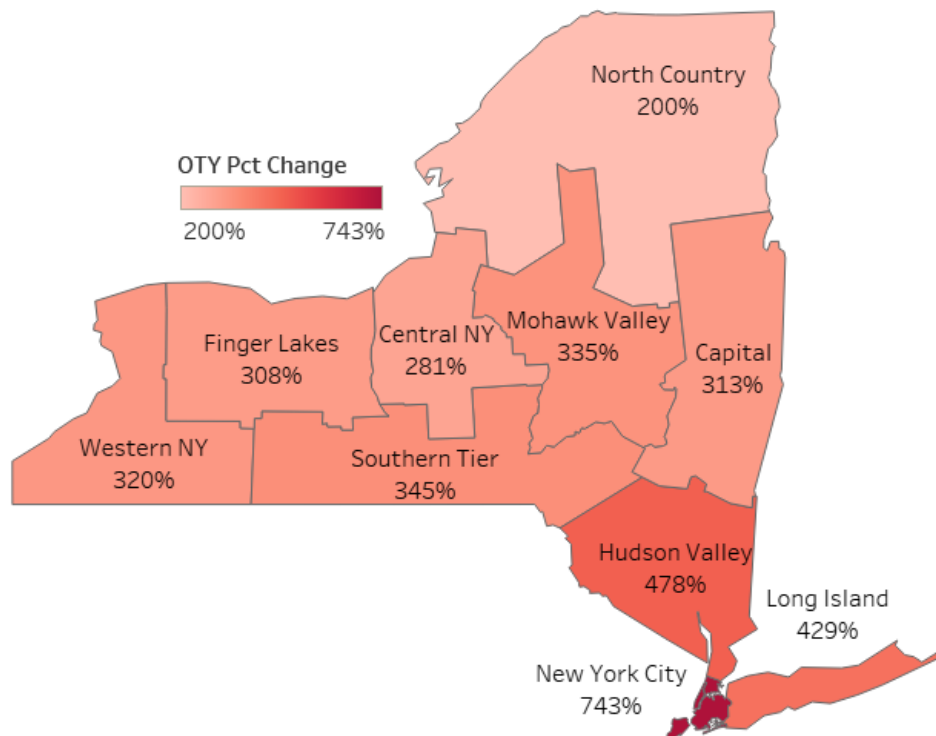 North Country
200%
OTY Pct Change
200% 743%
Finger Lakes
308%
Central NY
281%
Mohawk Valley
335%
Capital
313%
Western NY
320%
Southern Tier
345%
Hudson Valley
478%
Long Island
429%
New York City
743%